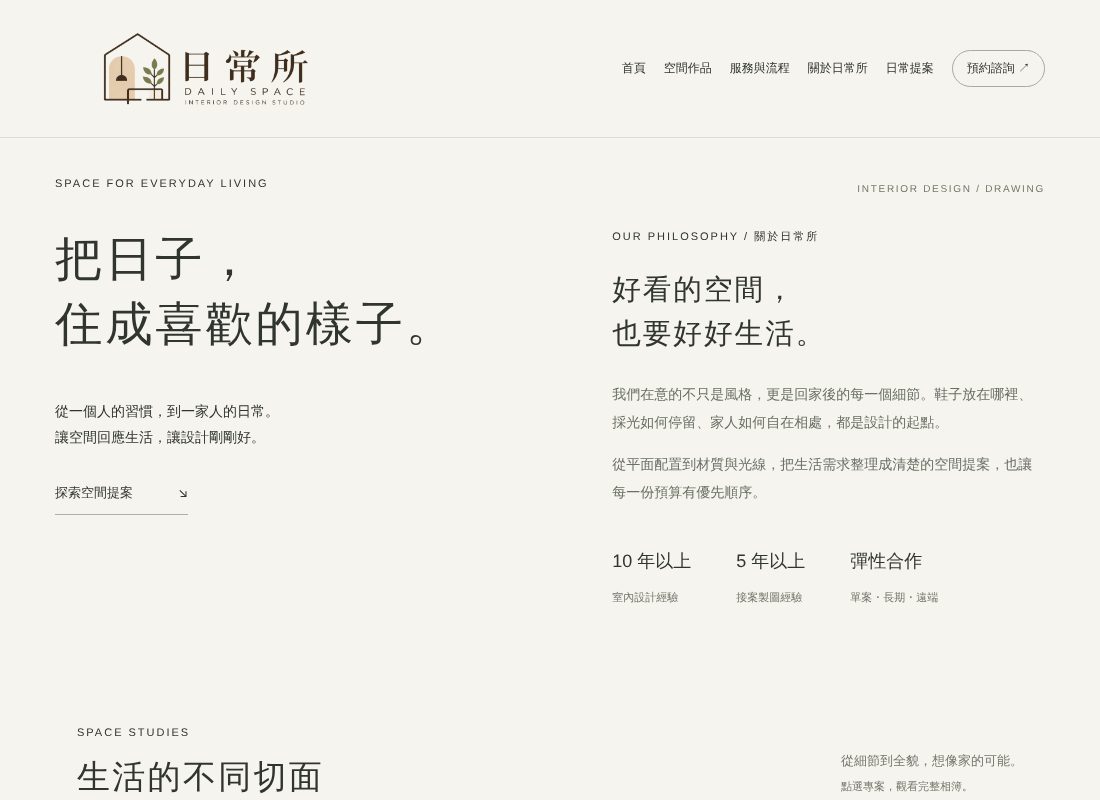 日常所
DAILY SPACE
INTERIOR DESIGN STUDIO
首頁
空間作品
服務與流程
關於日常所
日常提案
預約諮詢 ↗
SPACE FOR EVERYDAY LIVING
把日子，
住成喜歡的樣子。
從一個人的習慣，到一家人的日常。
讓空間回應生活，讓設計剛剛好。
探索空間提案 ↘
INTERIOR DESIGN / DRAWING
OUR PHILOSOPHY / 關於日常所
好看的空間，
也要好好生活。
我們在意的不只是風格，更是回家後的每一個細節。鞋子放在哪裡、
採光如何停留、家人如何自在相處，都是設計的起點。
從平面配置到材質與光線，把生活需求整理成清楚的空間提案，也讓
每一份預算有優先順序。
10 年以上
室內設計經驗
5 年以上
接案製圖經驗
彈性合作
單案・長期・遠端
SPACE STUDIES
生活的不同切面
從細節到全貌，想像家的可能。
點選專案，觀看完整相簿。